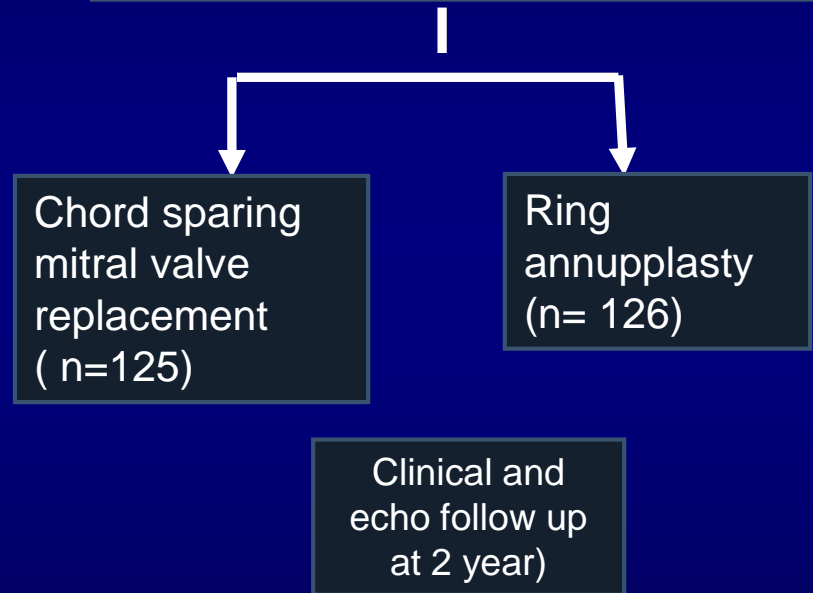 Chord sparing
mitral valve
replacement
( n=125)
Ring
annupplasty
(n= 126)
Clinical and
echo follow up
at 2 year)